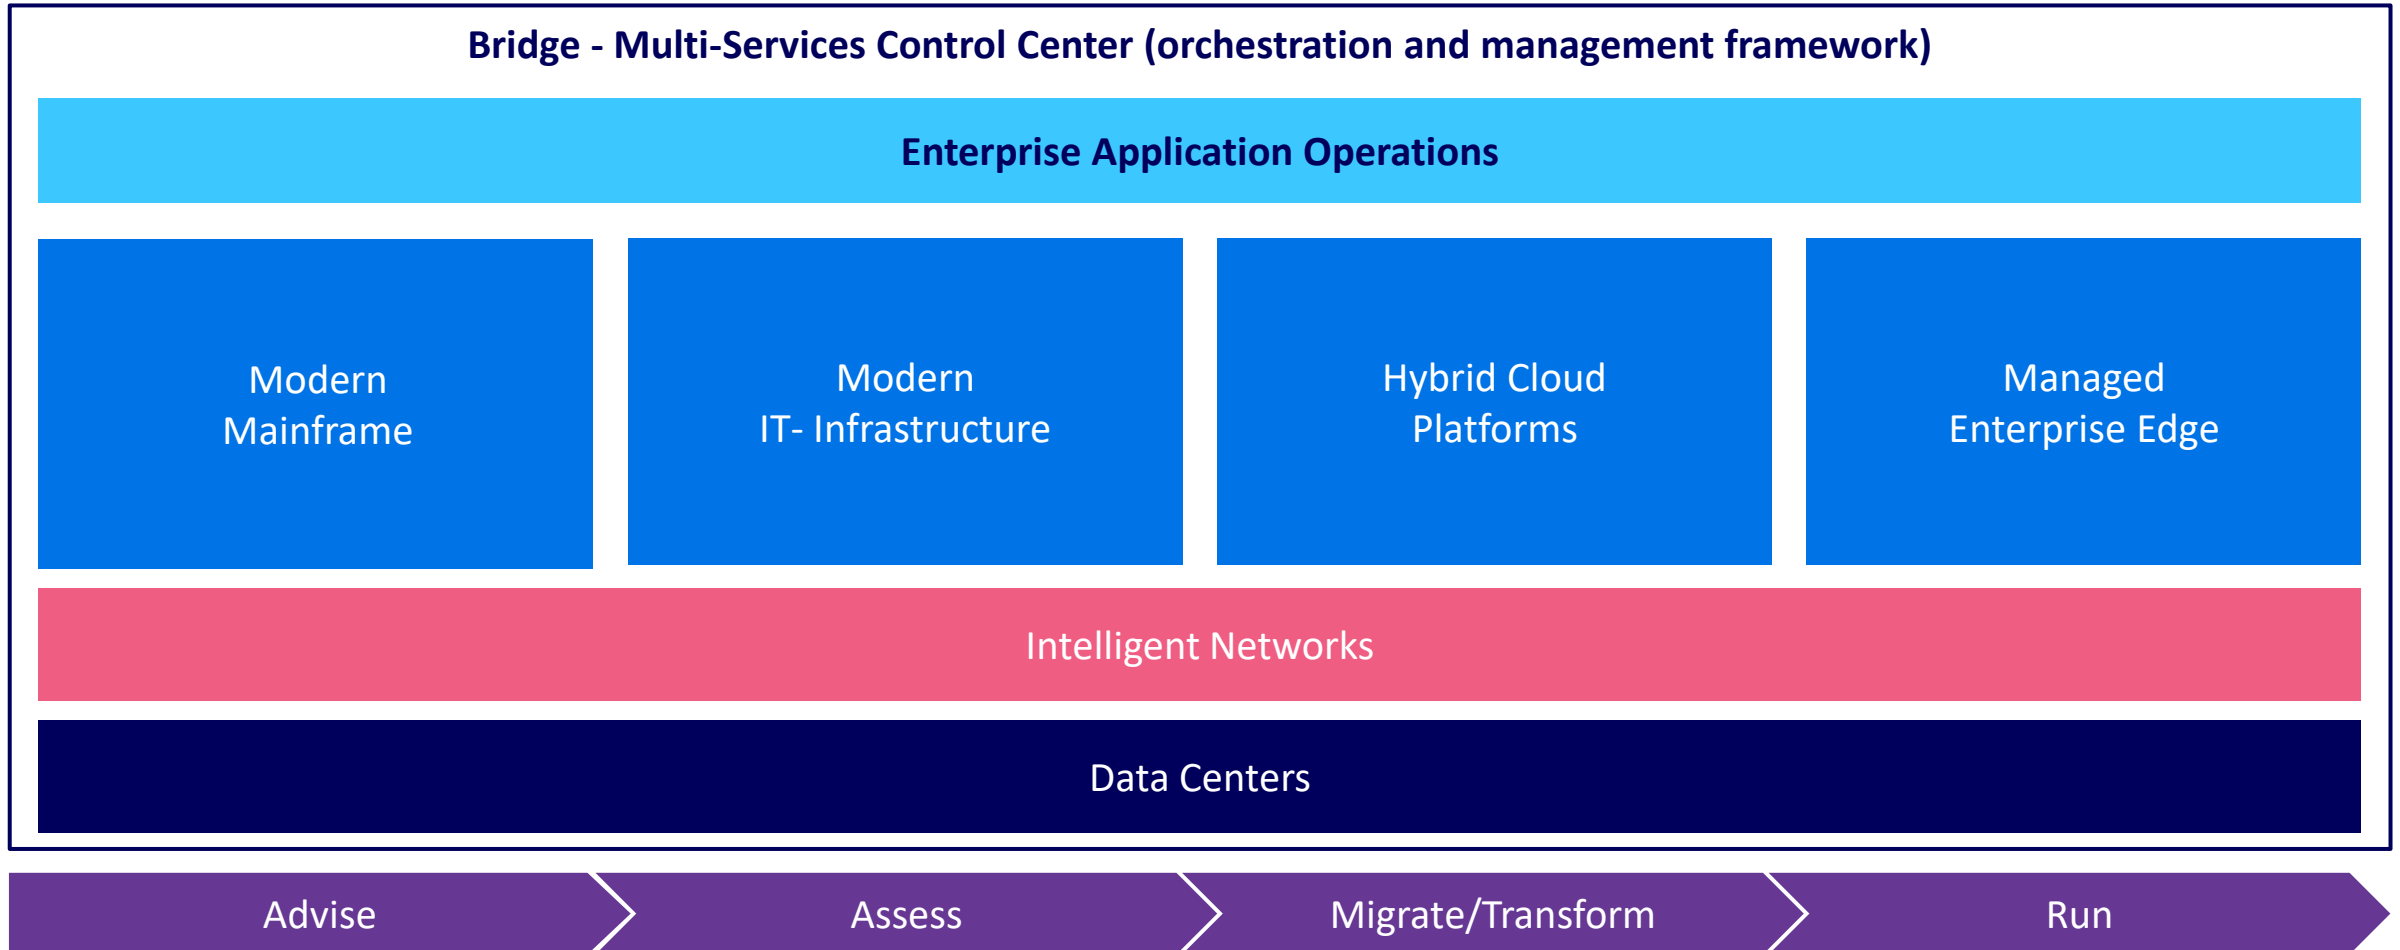 Bridge - Multi-Services Control Center (orchestration and management framework)
Enterprise Application Operations
Modern
Mainframe
Modern
IT- Infrastructure
Hybrid Cloud
Platforms
Managed
Enterprise Edge
Intelligent Networks
Data Centers
Advise
Assess
Migrate/Transform
Run